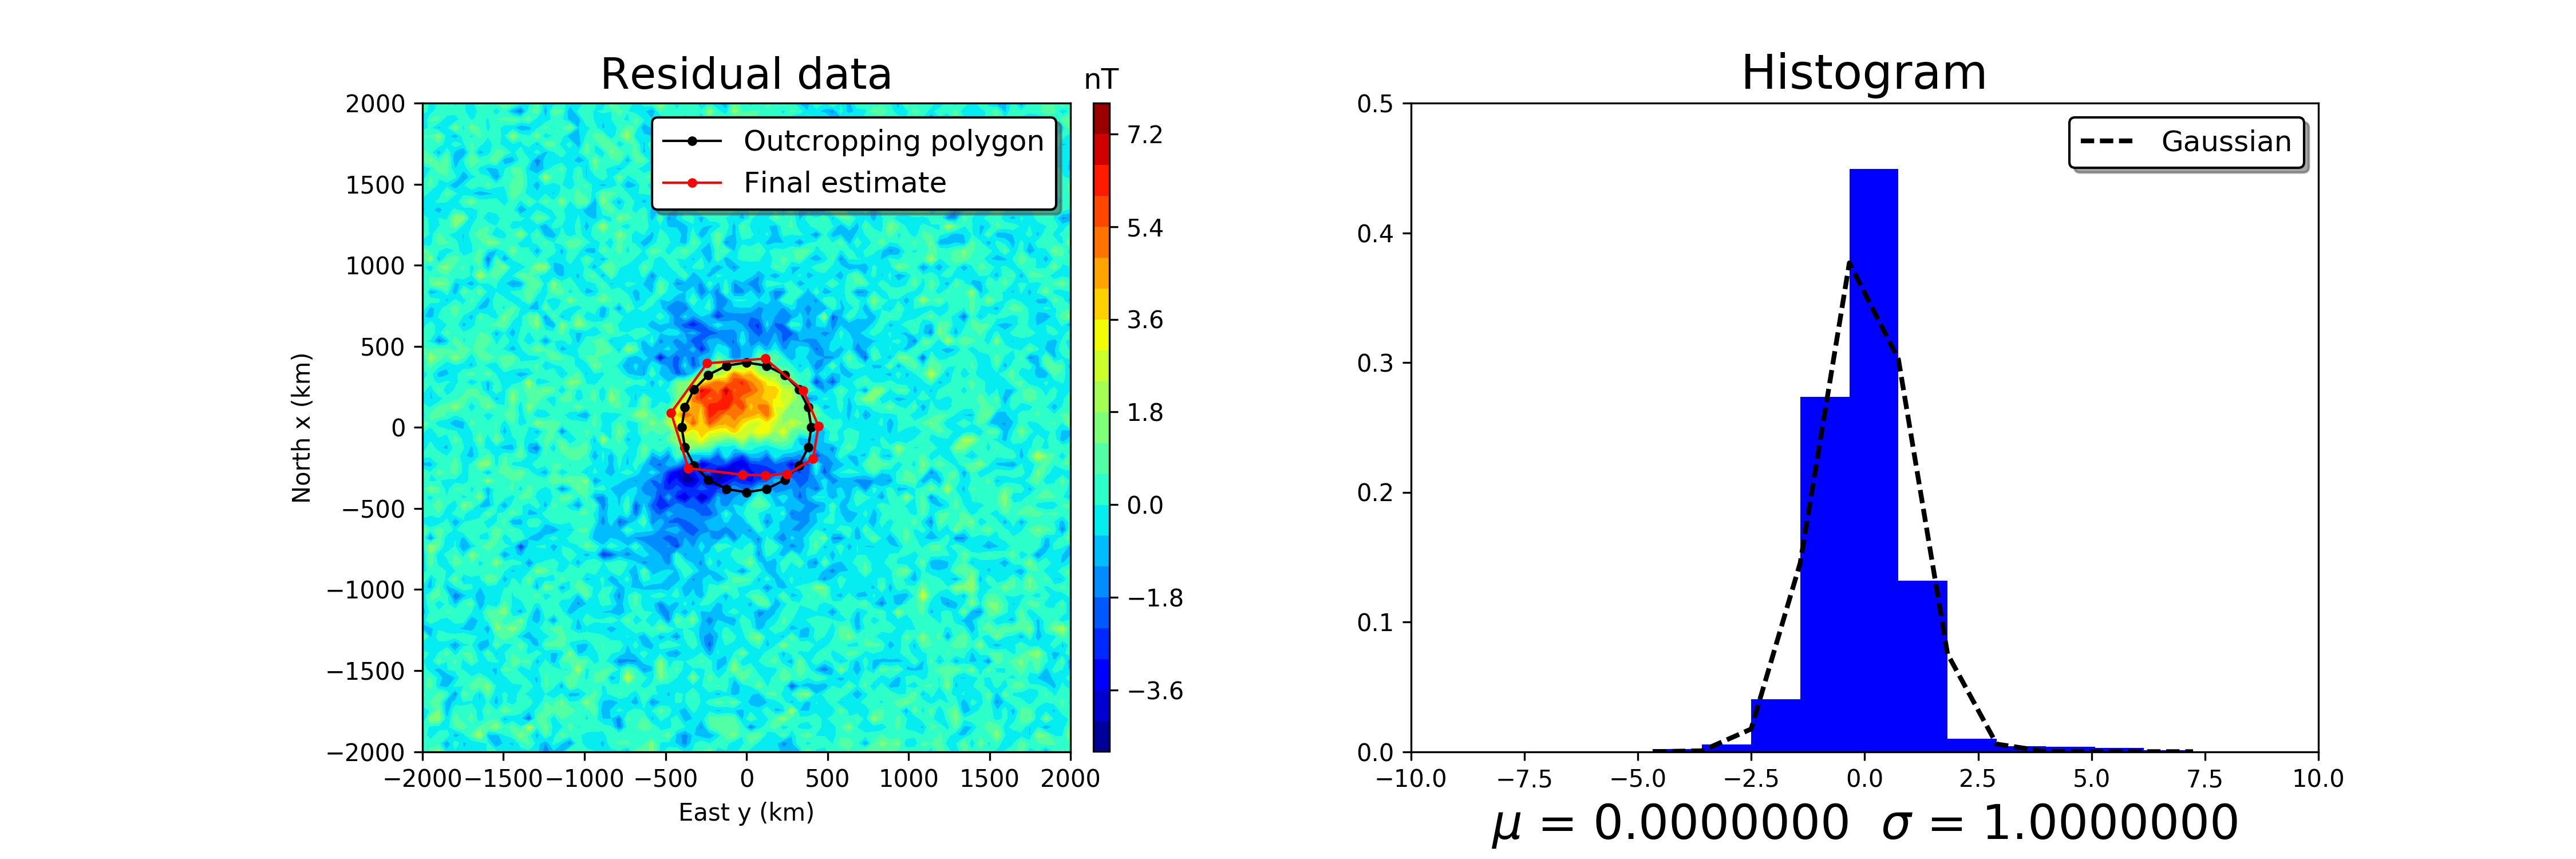 Residual data
nT
Outcropping polygon
Final estimate
2000
1500
1000
500
0
−500
−1000
−1500
−2000
North x (km)
−2000 −1500 −1000 −500 0 500 1000 1500 2000
East y (km)
7.2
5.4
3.6
1.8
0.0
−1.8
−3.6
Histogram
Gaussian
0.5
0.4
0.3
0.2
0.1
0.0
−10.0 −7.5 −5.0 −2.5 0.0 2.5 5.0 7.5 10.0
μ = 0.0000000 σ = 1.0000000